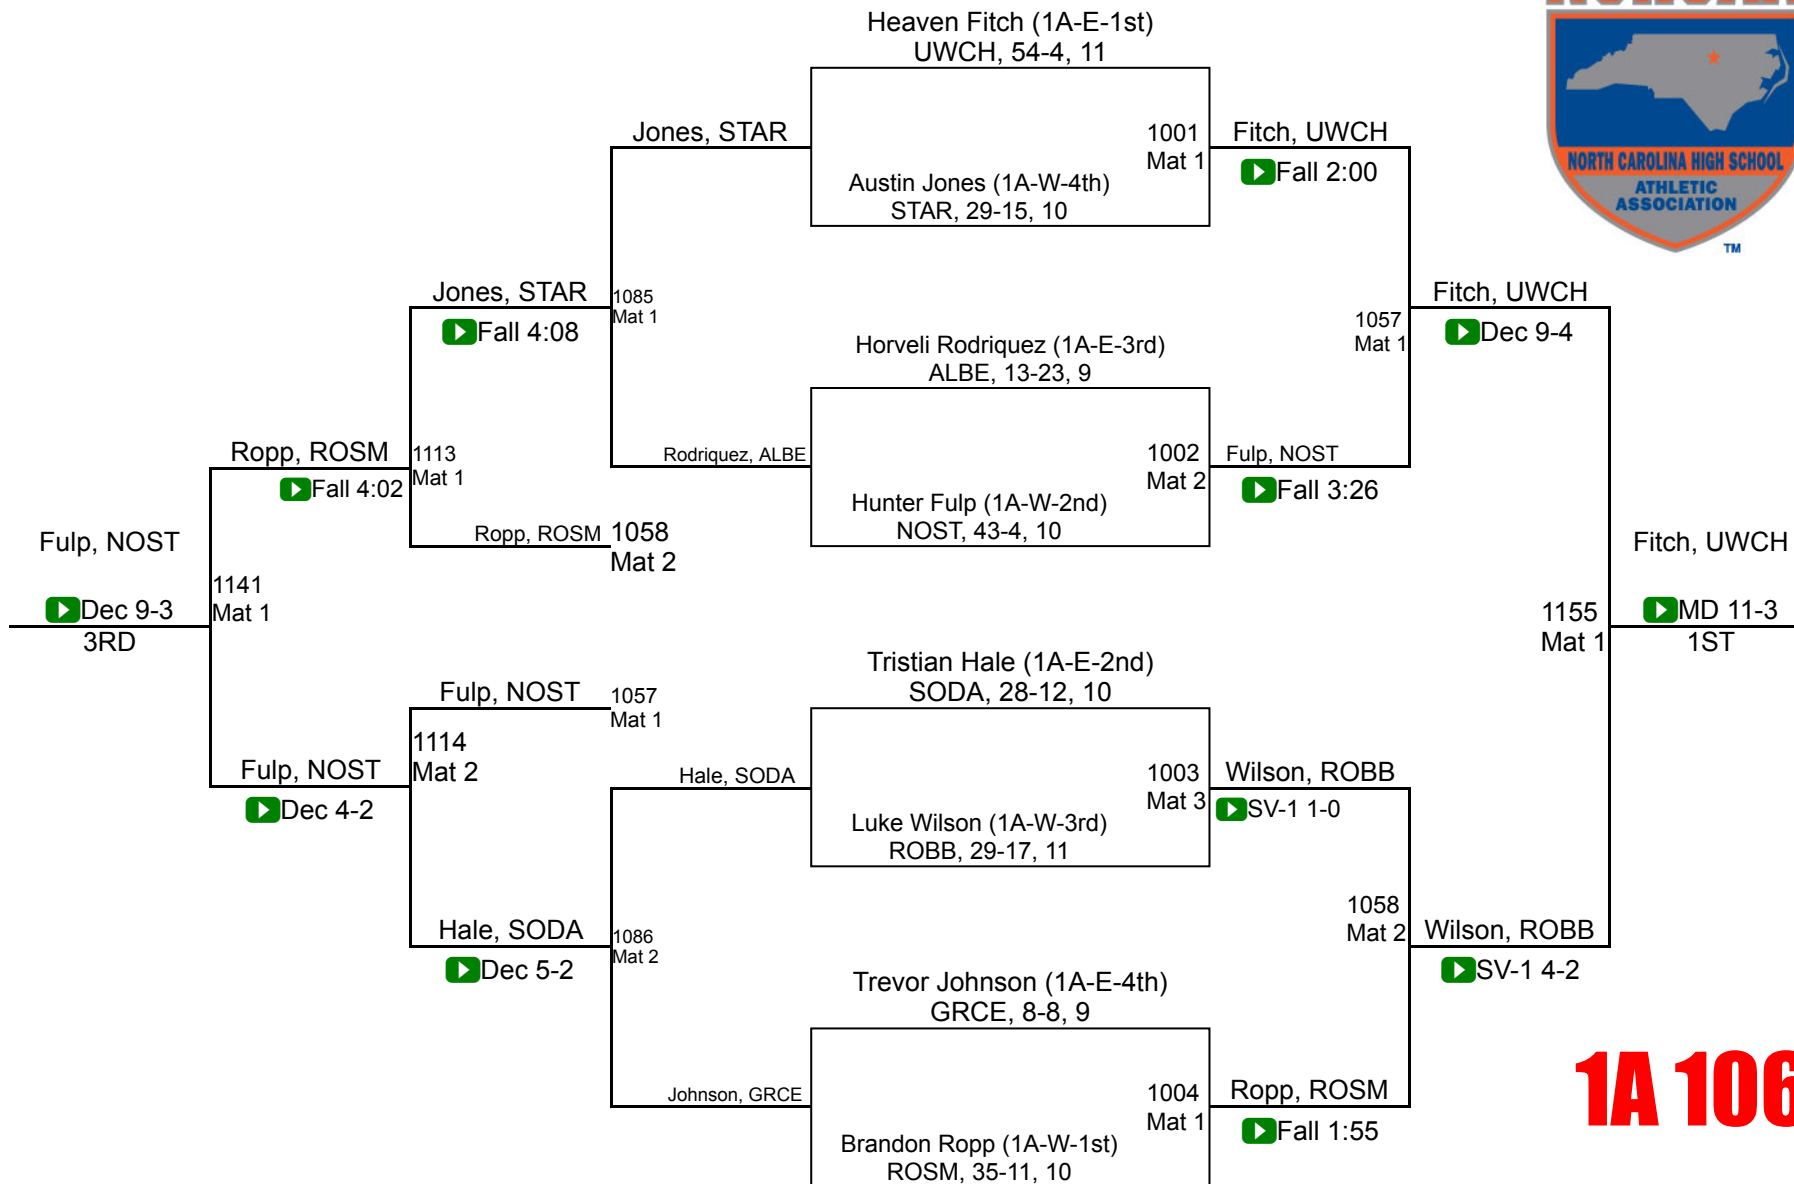 Heaven Fitch (1A-E-1st)
UWCH, 54-4, 11
Jones, STAR
1001
Mat 1
Fitch, UWCH
Fall 2:00
Austin Jones (1A-W-4th)
STAR, 29-15, 10
NORTH CAROLINA HIGH SCHOOL
ATHLETIC
ASSOCIATION
TM
Jones, STAR
Fall 4:08
1085
Mat 1
Horveli Rodriquez (1A-E-3rd)
ALBE, 13-23, 9
1057
Mat 1
Fitch, UWCH
Dec 9-4
Ropp, ROSM
Fall 4:02
1113
Mat 1
Rodriquez, ALBE
1002
Mat 2
Fulp, NOST
Fall 3:26
Hunter Fulp (1A-W-2nd)
NOST, 43-4, 10
Ropp, ROSM
1058
Mat 2
Fulp, NOST
Dec 9-3
3RD
1141
Mat 1
Fitch, UWCH
1155
Mat 1
MD 11-3
1ST
Tristian Hale (1A-E-2nd)
SODA, 28-12, 10
Fulp, NOST
1057
Mat 1
1114
Mat 2
Fulp, NOST
Dec 4-2
Hale, SODA
1003
Mat 3
Wilson, ROBB
SV-1 1-0
Luke Wilson (1A-W-3rd)
ROBB, 29-17, 11
Hale, SODA
Dec 5-2
1086
Mat 2
1058
Mat 2
Wilson, ROBB
SV-1 4-2
Trevor Johnson (1A-E-4th)
GRCE, 8-8, 9
Johnson, GRCE
1004
Mat 1
Ropp, ROSM
Fall 1:55
Brandon Ropp (1A-W-1st)
ROSM, 35-11, 10
1A 106